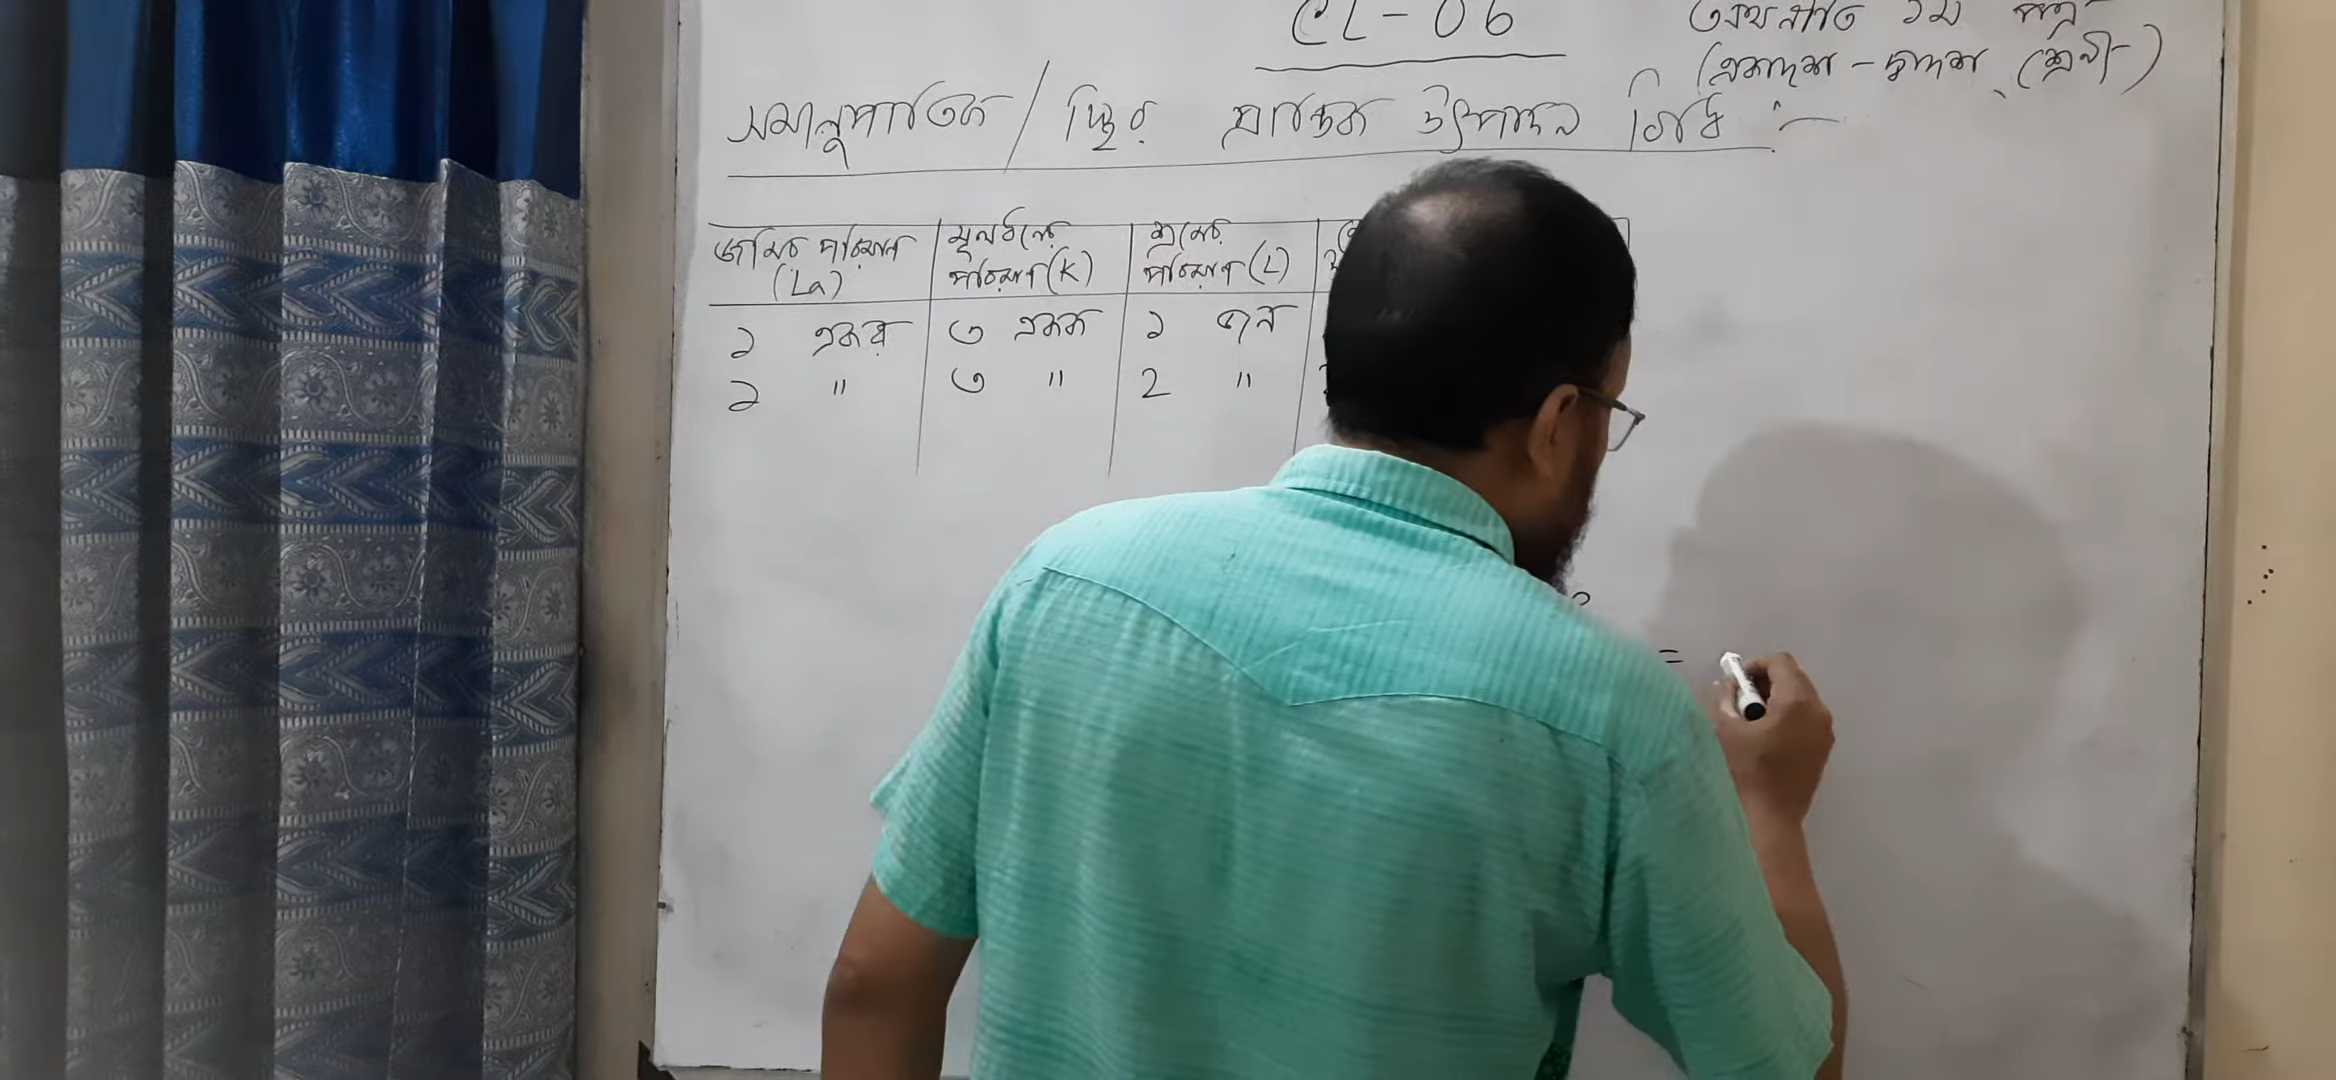 CL-06
অর্থনীতি ১ম পত্র
(একাদশ - দ্বাদশ শ্রেণী)
সমানুপাতিক / স্থির প্রান্তিক উৎপাদন বিধি :-
জমির পরিমাণ (La) মূলধনের পরিমাণ (K) শ্রমের পরিমাণ (L)
১ একর ৩ একক ১ জন
১ " ৩ " 2 "
=